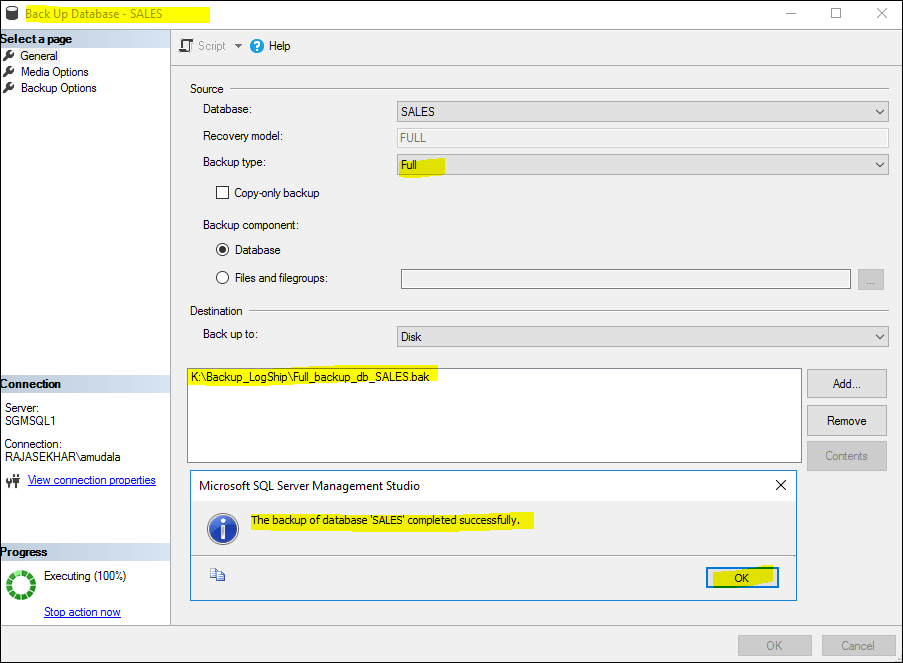 Back Up Database - SALES
Select a page
General
Media Options
Backup Options
Script
Help
Source
Database:
SALES
Recovery model:
FULL
Backup type:
Full
Copy-only backup
Backup component:
Database
Files and filegroups:
...
Destination
Back up to:
Disk
K:\Backup_LogShip\Full_backup_db_SALES.bak
Add...
Remove
Contents
Connection
Server:
SGMSQL1
Connection:
RAJASEKHAR\amudala
View connection properties
Progress
Executing (100%)
Stop action now
Microsoft SQL Server Management Studio
The backup of database 'SALES' completed successfully.
OK
OK
Cancel